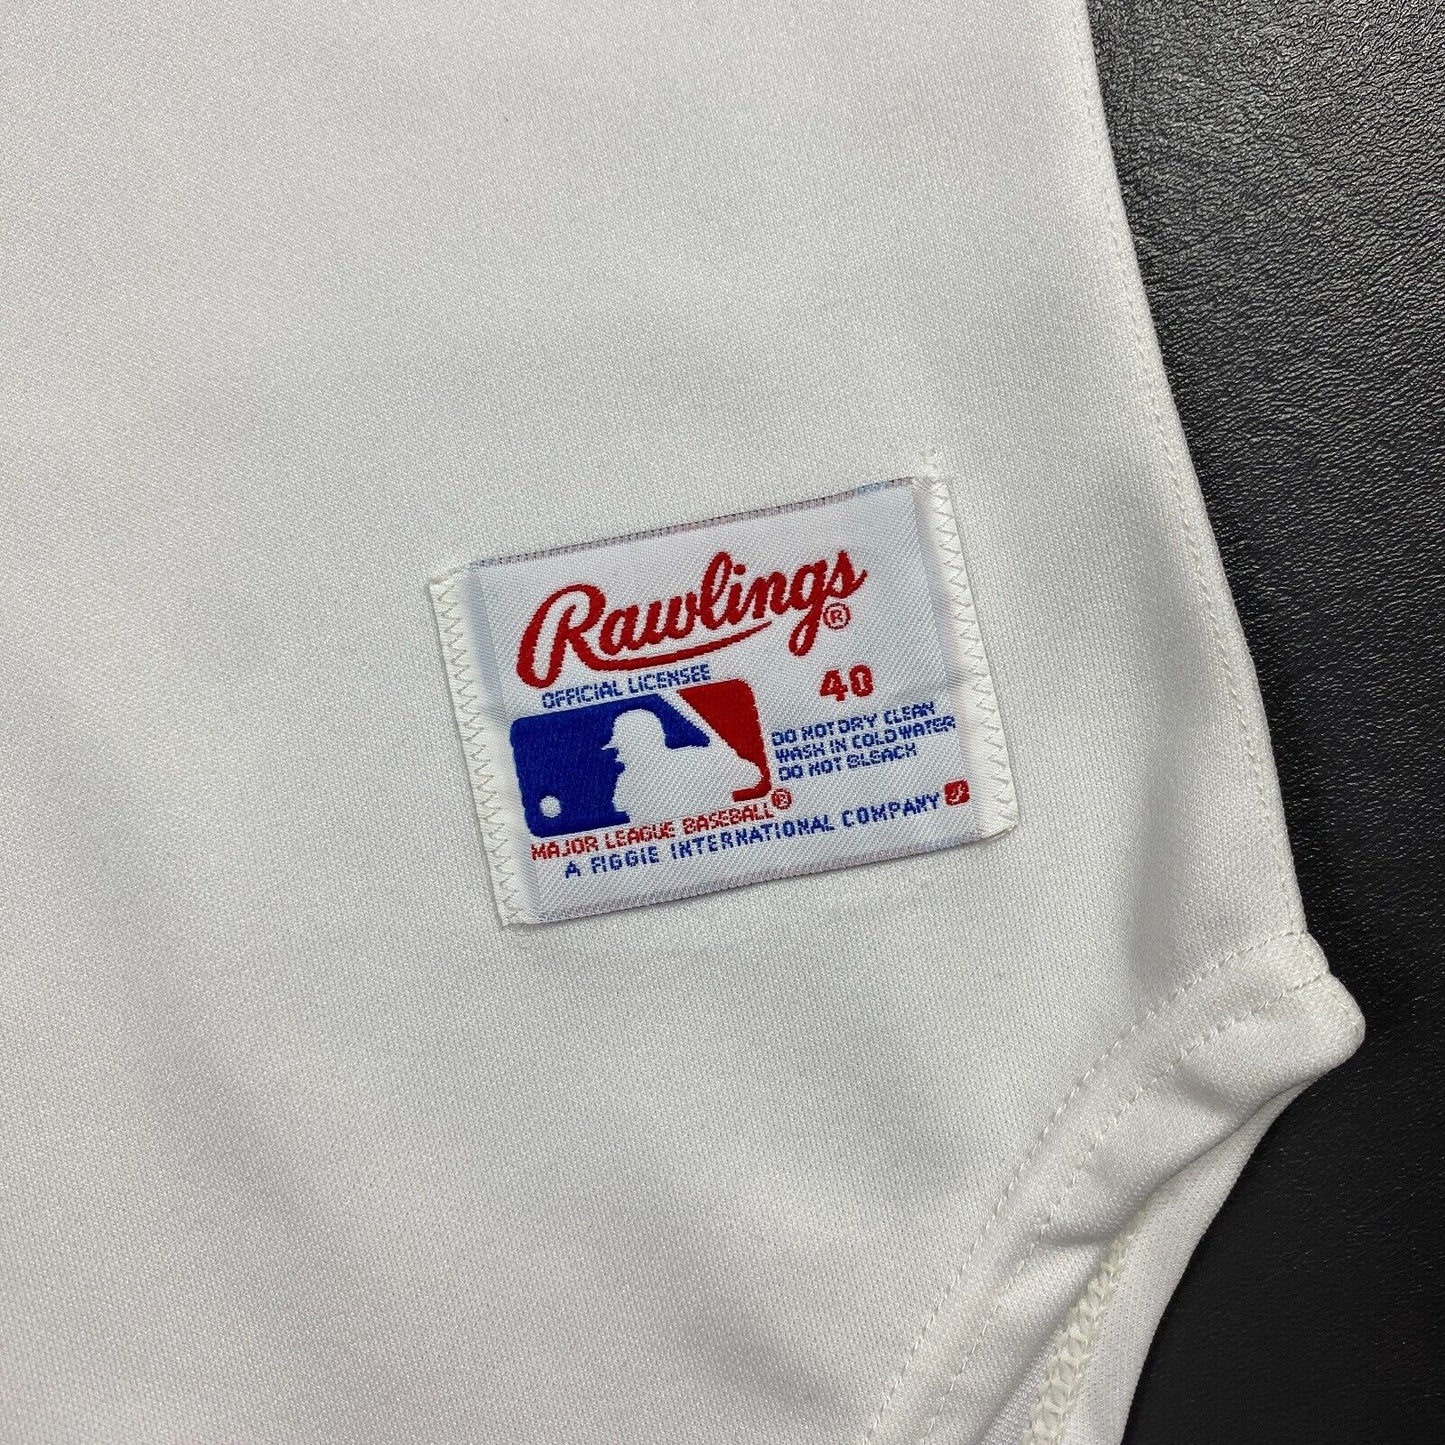 Rawlings®
OFFICIAL LICENSEE
40
DO NOT DRY CLEAN
WASH IN COLD WATER
DO NOT BLEACH
®
MAJOR LEAGUE BASEBALL
A FIGGIE INTERNATIONAL COMPANY